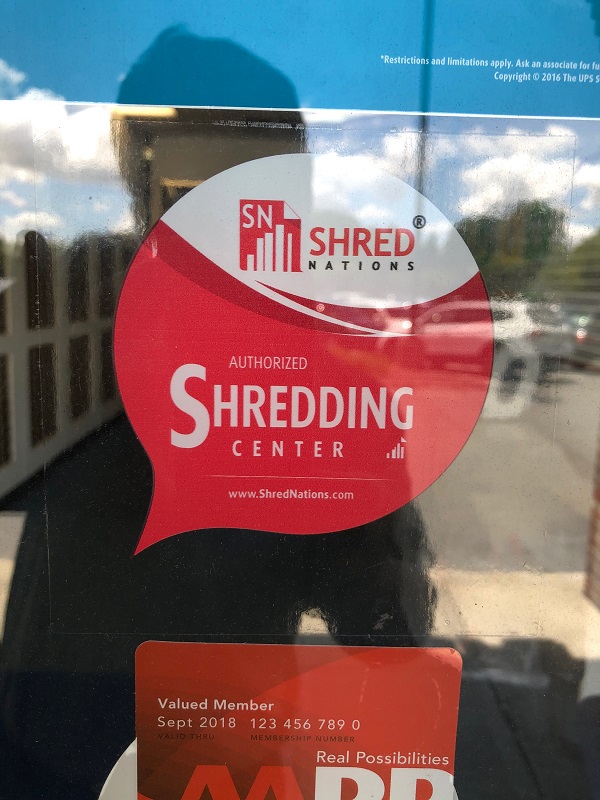 *Restrictions and limitations apply. Ask an associate for
Copyright © 2016 The UPS
SN
SHRED®
NATIONS
®
AUTHORIZED
SHREDDING
CENTER
www.ShredNations.com
Valued Member
Sept 2018 123 456 789 0
VALID THRU MEMBERSHIP NUMBER
Real Possibilities
AARP